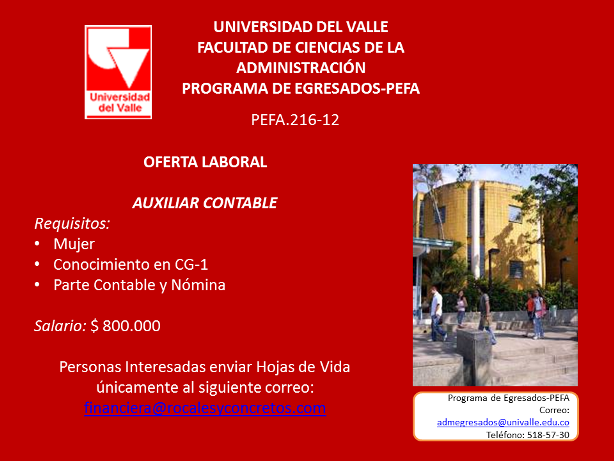 Universidad
del Valle
UNIVERSIDAD DEL VALLE
FACULTAD DE CIENCIAS DE LA
ADMINISTRACIÓN
PROGRAMA DE EGRESADOS-PEFA
PEFA.216-12
OFERTA LABORAL
AUXILIAR CONTABLE
Requisitos:
• Mujer
• Conocimiento en CG-1
• Parte Contable y Nómina
Salario: $ 800.000
Personas Interesadas enviar Hojas de Vida
únicamente al siguiente correo:
financiera@rocalesyconcretos.com
Programa de Egresados-PEFA
Correo:
admegresados@univalle.edu.co
Teléfono: 518-57-30